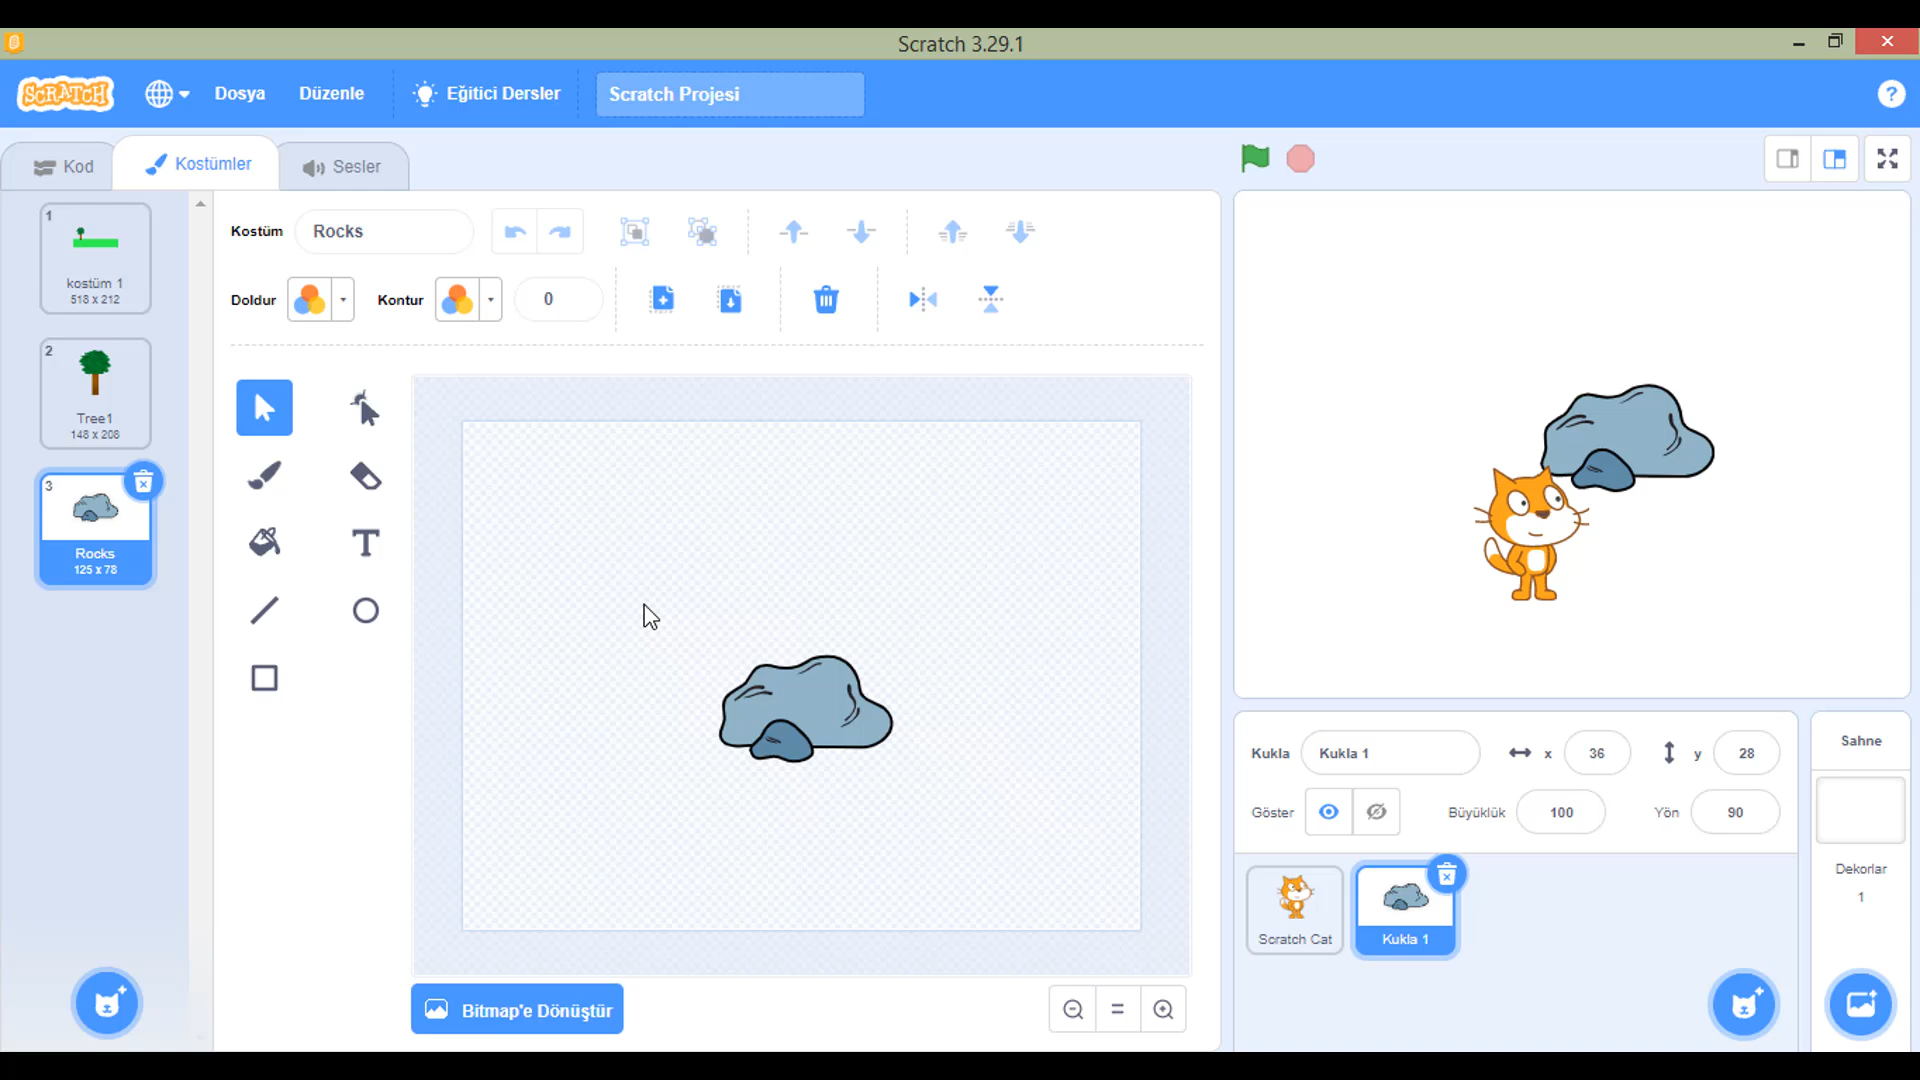 Scratch 3.29.1
SCRATCH
Dosya
Düzenle
Eğitici Dersler
Scratch Projesi
?
Kod
Kostümler
Sesler
1
kostüm 1
518 x 212
2
Tree1
148 x 208
3
Rocks
125 x 78
Kostüm
Rocks
Doldur
Kontur
0
T
Bitmap'e Dönüştür
Kukla
Kukla 1
x
36
y
28
Göster
Büyüklük
100
Yön
90
Scratch Cat
Kukla 1
Sahne
Dekorlar
1